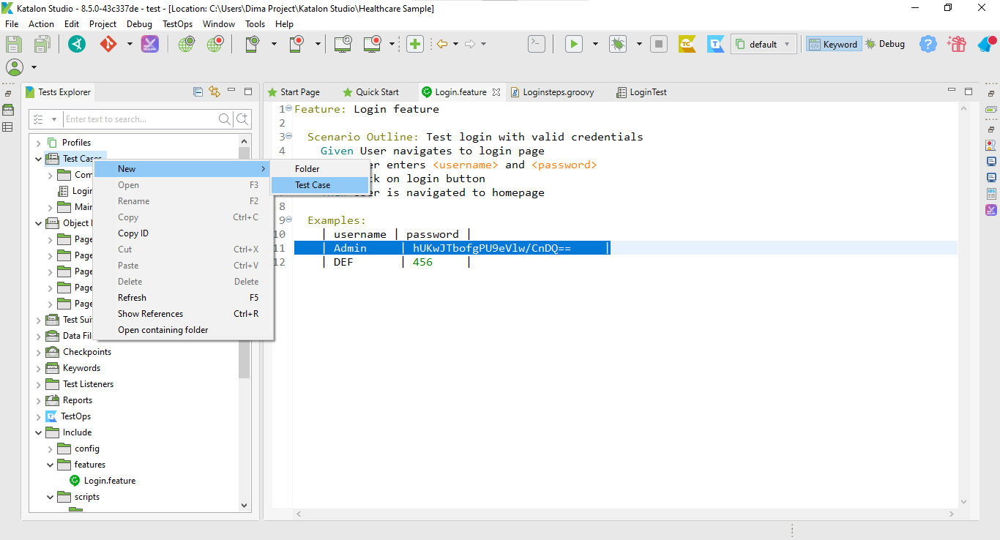 Katalon Studio - 8.5.0-43c337de - test - [Location: C:\Users\Dima Project\Katalon Studio\Healthcare Sample]
File Action Edit Project Debug TestOps Window Tools Help
TC
T
default
Keyword
Debug
Tests Explorer
Start Page
Quick Start
Login.feature
Loginsteps.groovy
LoginTest
Enter text to search...
Profiles
Test Cases
Com
Login
Main
Object
Page
Page
Page
Page
Page
Test Sui
Data Fil
Checkpoints
Keywords
Test Listeners
Reports
TestOps
Include
config
features
Login.feature
scripts
New
Open F3
Rename F2
Copy Ctrl+C
Copy ID
Cut Ctrl+X
Paste Ctrl+V
Delete Delete
Refresh F5
Show References Ctrl+R
Open containing folder
Folder
Test Case
1 Feature: Login feature
2
3 Scenario Outline: Test login with valid credentials
4 Given User navigates to login page
er enters <username> and <password>
k on login button
is navigated to homepage
8
9 Examples:
10 | username | password |
11 | Admin | hUKwJTbofgPU9eVlw/CnDQ== |
12 | DEF | 456 |